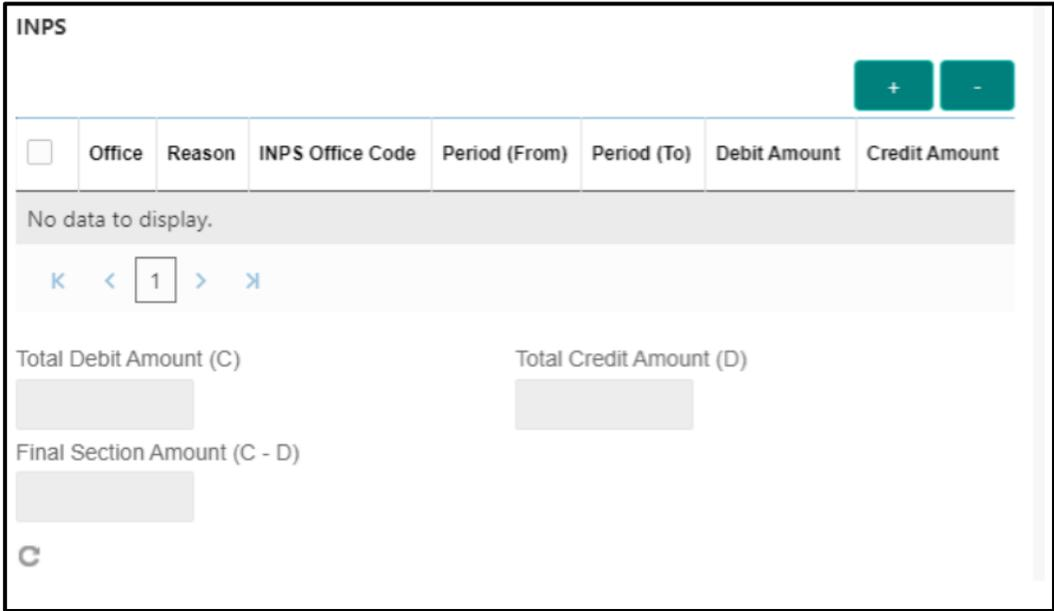 INPS
+ -
Office Reason INPS Office Code Period (From) Period (To) Debit Amount Credit Amount
No data to display.
1
Total Debit Amount (C) Total Credit Amount (D)
Final Section Amount (C - D)